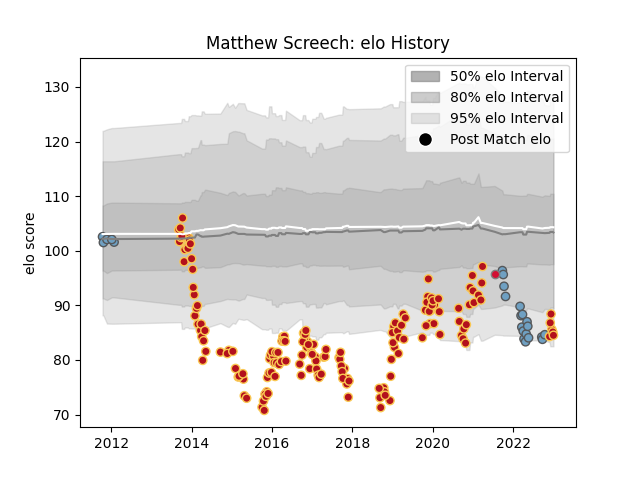 Matthew Screech: elo History
50% elo Interval
80% elo Interval
95% elo Interval
Post Match elo
elo score
130
120
110
100
90
80
70
2012
2014
2016
2018
2020
2022